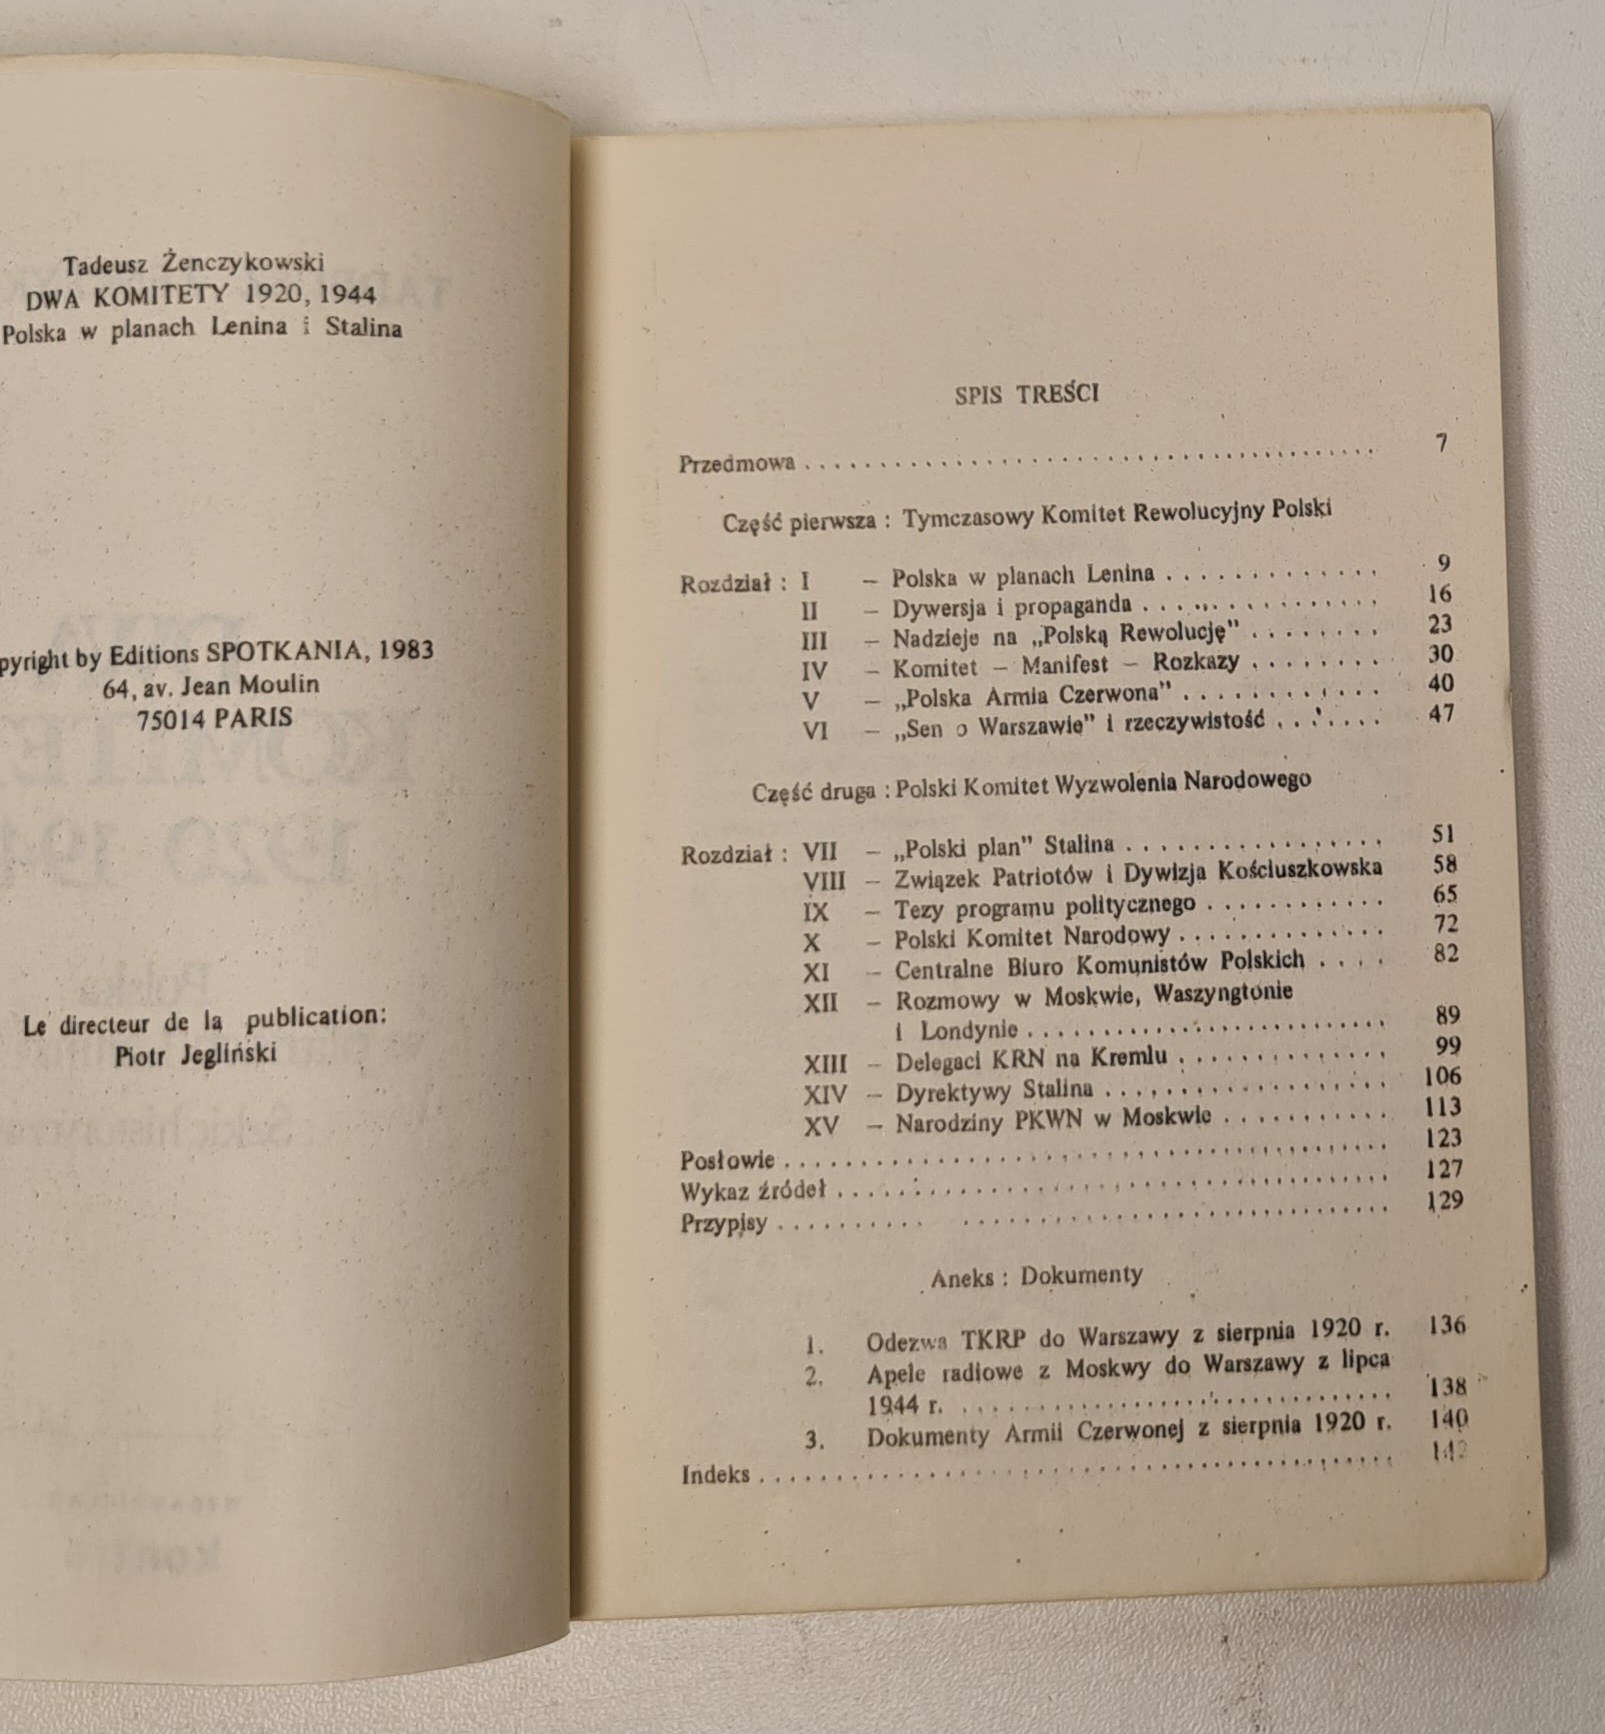 Tadeusz Żenczykowski
DWA KOMITETY 1920, 1944
Polska w planach Lenina i Stalina
pyright by Editions SPOTKANIA, 1983
64, av. Jean Moulin
75014 PARIS
Le directeur de la publication:
Piotr Jegliński
SPIS TREŚCI
Przedmowa . . . . . . . . . . . . . . . . . . . . 7
Część pierwsza : Tymczasowy Komitet Rewolucyjny Polski
Rozdział : I – Polska w planach Lenina . . . . . . . . . . . . . 9
II – Dywersja i propaganda . . . . . . . . . . . . . 16
III – Nadzieje na „Polską Rewolucję” . . . . . . . . 23
IV – Komitet – Manifest – Rozkazy . . . . . . . . 30
V – „Polska Armia Czerwona” . . . . . . . . . . . . 40
VI – „Sen o Warszawie” i rzeczywistość . . . . . . 47
Część druga : Polski Komitet Wyzwolenia Narodowego
Rozdział : VII – „Polski plan” Stalina . . . . . . . . . . . . . . . . 51
VIII – Związek Patriotów i Dywizja Kościuszkowska 58
IX – Tezy programu politycznego . . . . . . . . . . . . 65
X – Polski Komitet Narodowy . . . . . . . . . . . . . . 72
XI – Centralne Biuro Komunistów Polskich . . . . 82
XII – Rozmowy w Moskwie, Waszyngtonie
i Londynie . . . . . . . . . . . . . . . . . . . . . . . 89
XIII – Delegaci KRN na Kremlu . . . . . . . . . . . . . 99
XIV – Dyrektywy Stalina . . . . . . . . . . . . . . . . . . 106
XV – Narodziny PKWN w Moskwie . . . . . . . . . . . 113
Posłowie . . . . . . . . . . . . . . . . . . . . 123
Wykaz źródeł . . . . . . . . . . . . . . . . . . . . 127
Przypisy . . . . . . . . . . . . . . . . . . . . 129
Aneks : Dokumenty
1. Odezwa TKRP do Warszawy z sierpnia 1920 r. 136
2. Apele radiowe z Moskwy do Warszawy z lipca
1944 r. . . . . . . . . . . . . . . . . . . . . 138
3. Dokumenty Armii Czerwonej z sierpnia 1920 r. 140
Indeks . . . . . . . . . . . . . . . . . . . . 142